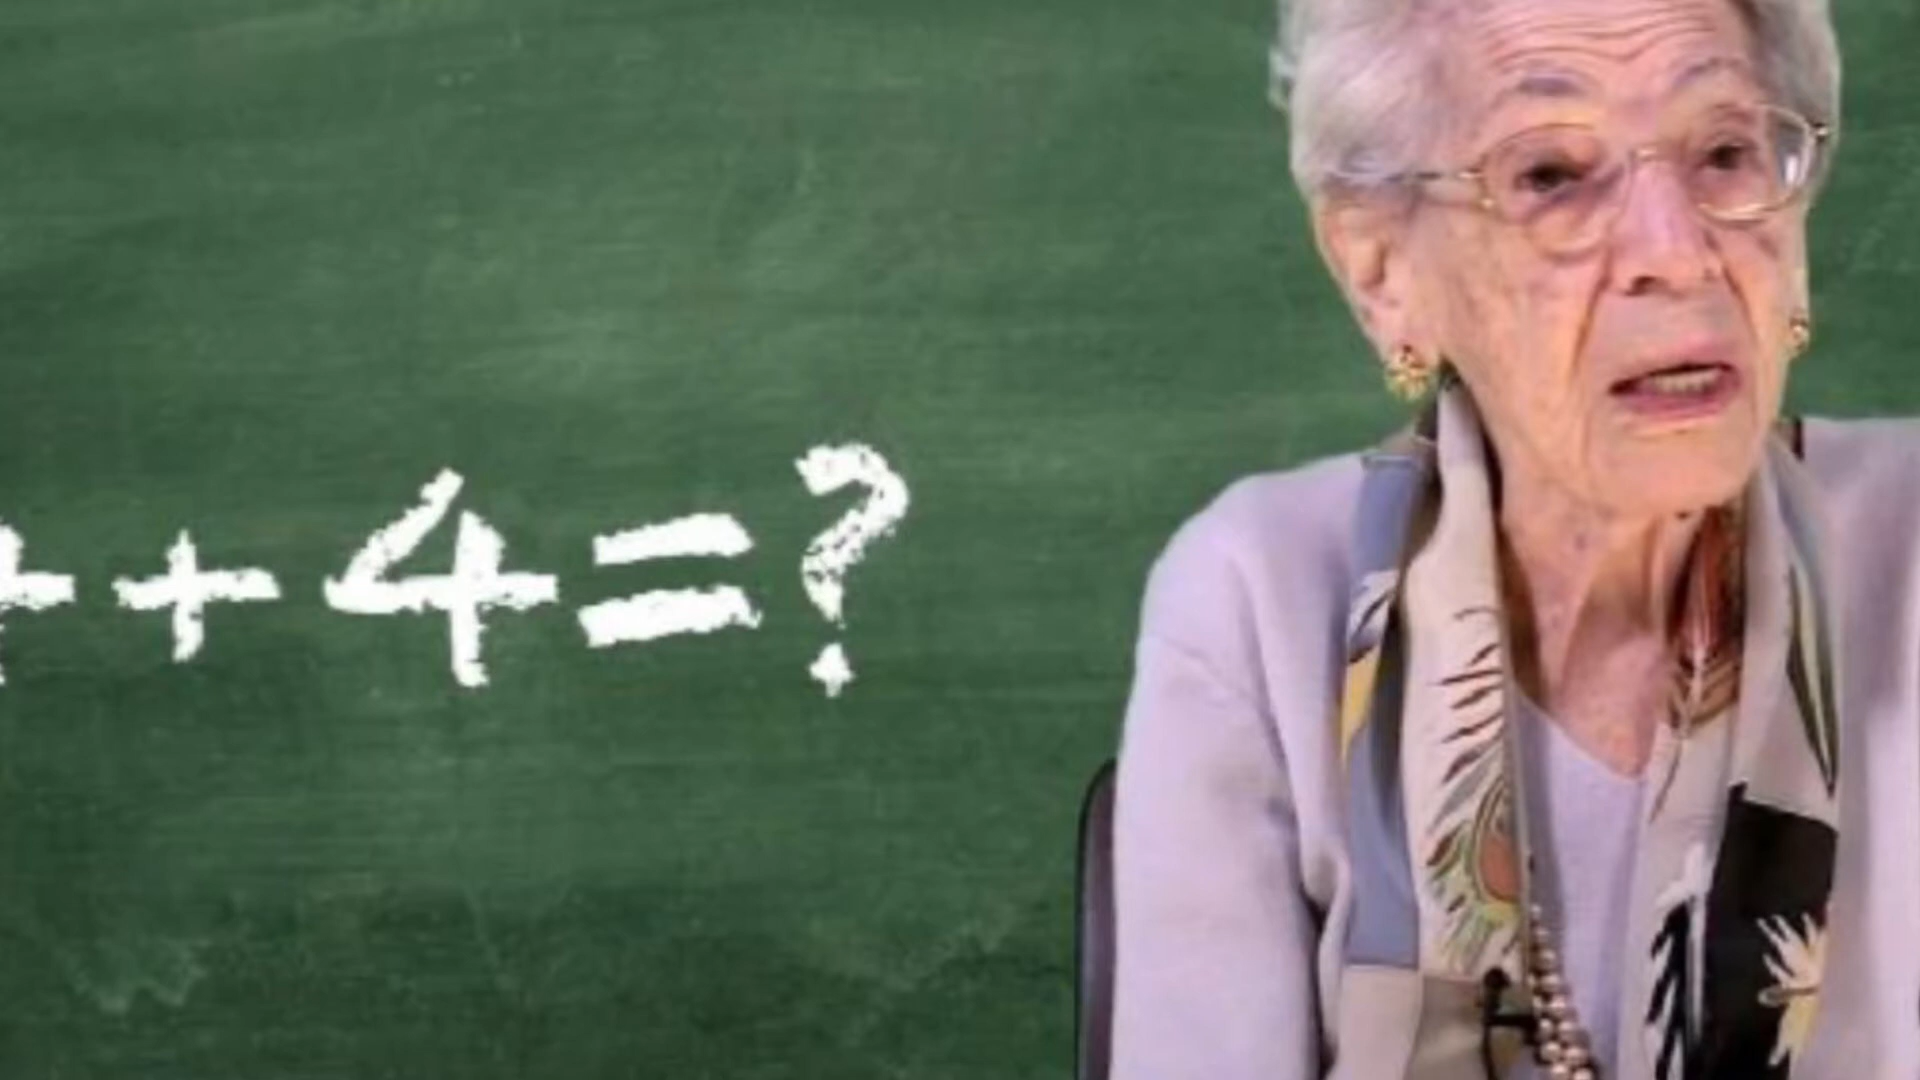 + 4 = ?